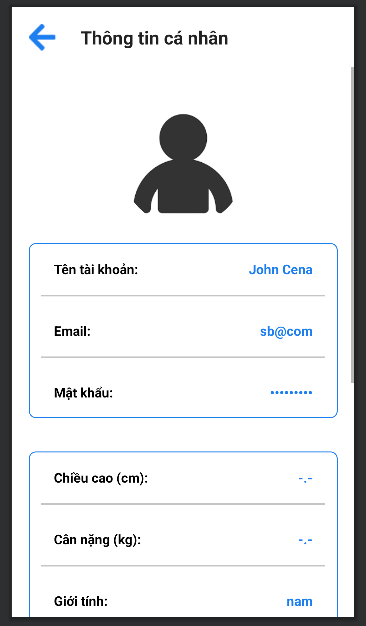 Thông tin cá nhân
Tên tài khoản: John Cena
Email: sb@com
Mật khẩu: •••••••••
Chiều cao (cm): -.-
Cân nặng (kg): -.-
Giới tính: nam